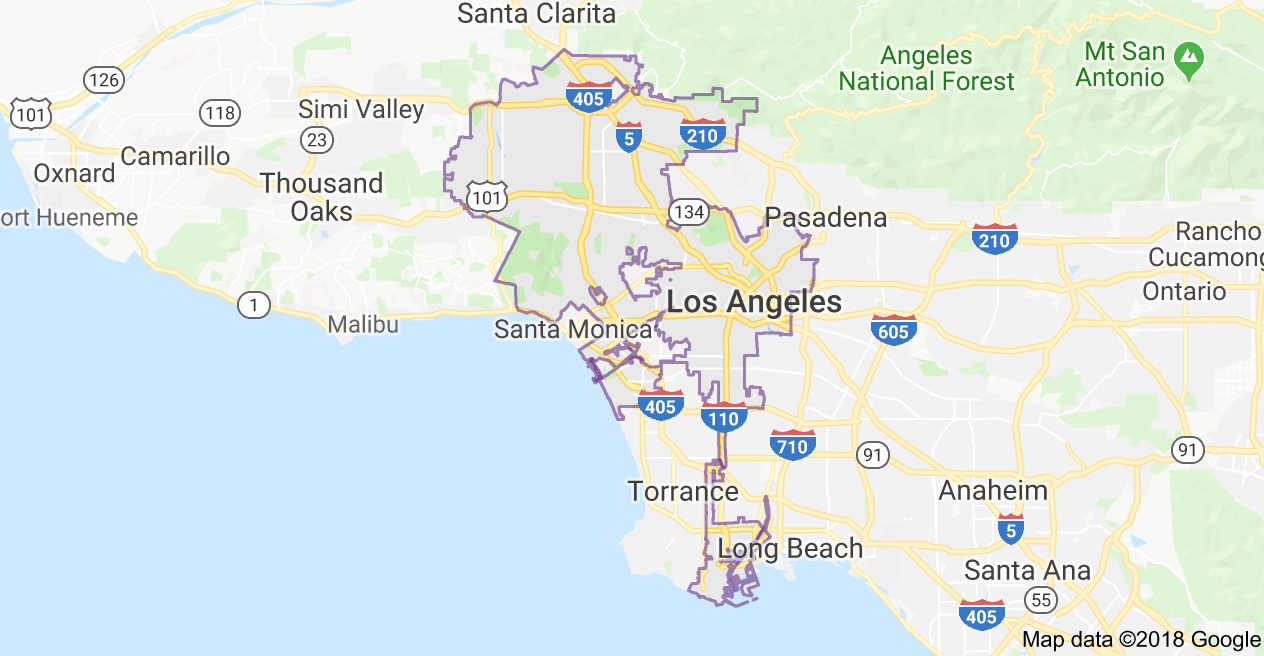 Santa Clarita
Angeles
National Forest
Mt San
Antonio
126
405
101
118
Simi Valley
5
210
23
Camarillo
Oxnard
Thousand
Oaks
101
134
Pasadena
ort Hueneme
210
Rancho
Cucamong
Ontario
1
Malibu
Los Angeles
Santa Monica
605
405
110
710
91
91
Torrance
Anaheim
5
Long Beach
Santa Ana
55
405
Map data ©2018 Google